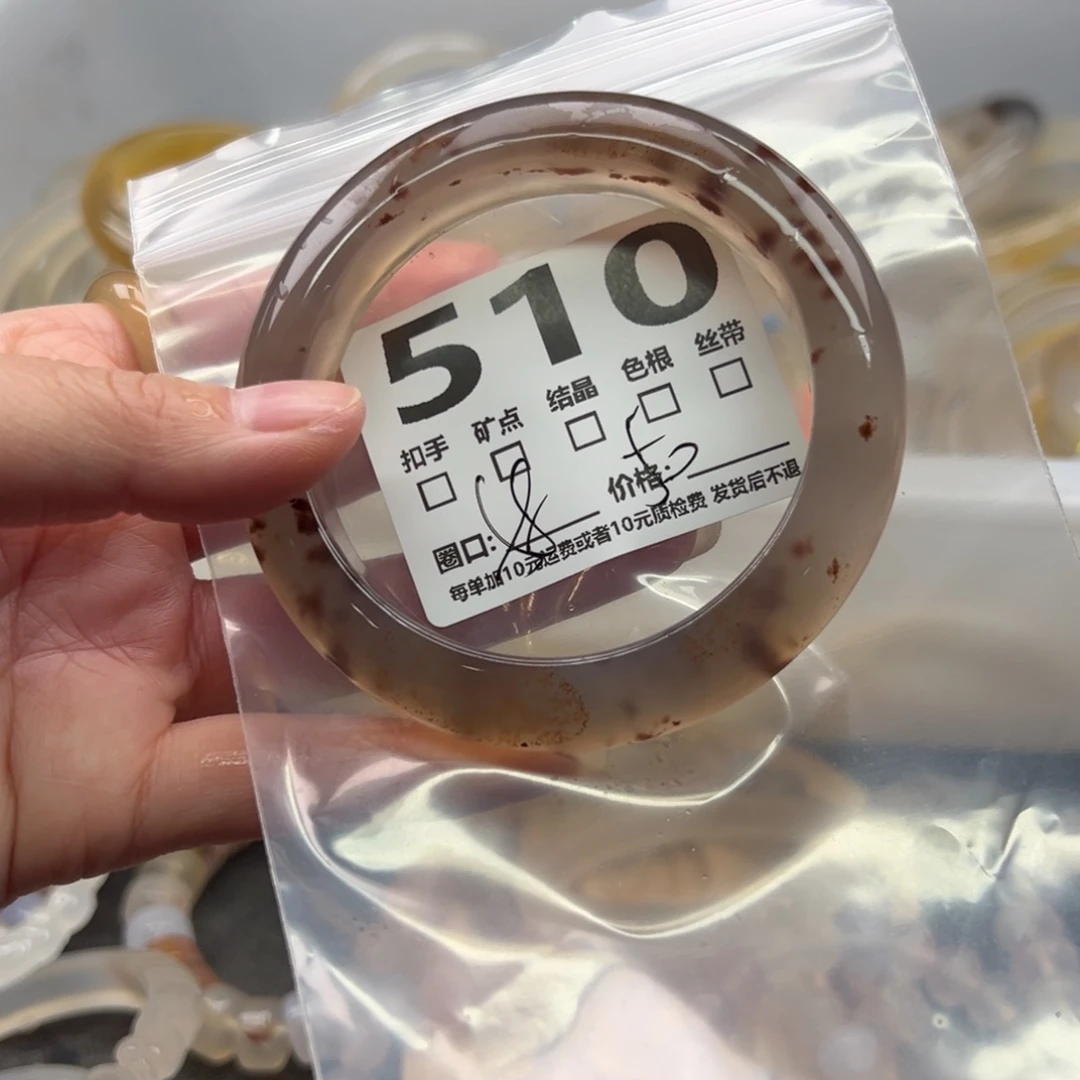 510
扣手 矿点 结晶 色根 丝带
圈口: 价格:
每单加10元运费或者10元质检费 发货后不退